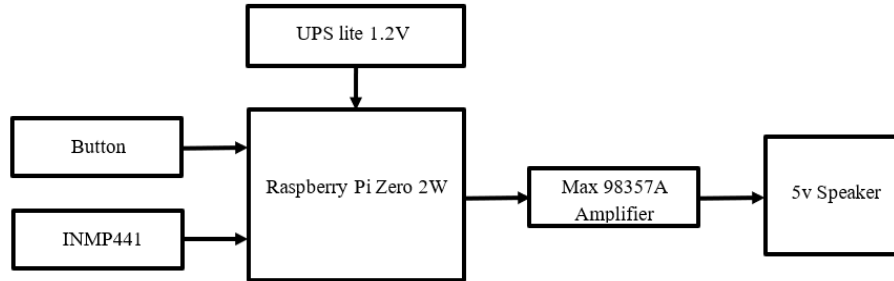 UPS lite 1.2V
Button
Raspberry Pi Zero 2W
INMP441
Max 98357A
Amplifier
5v Speaker